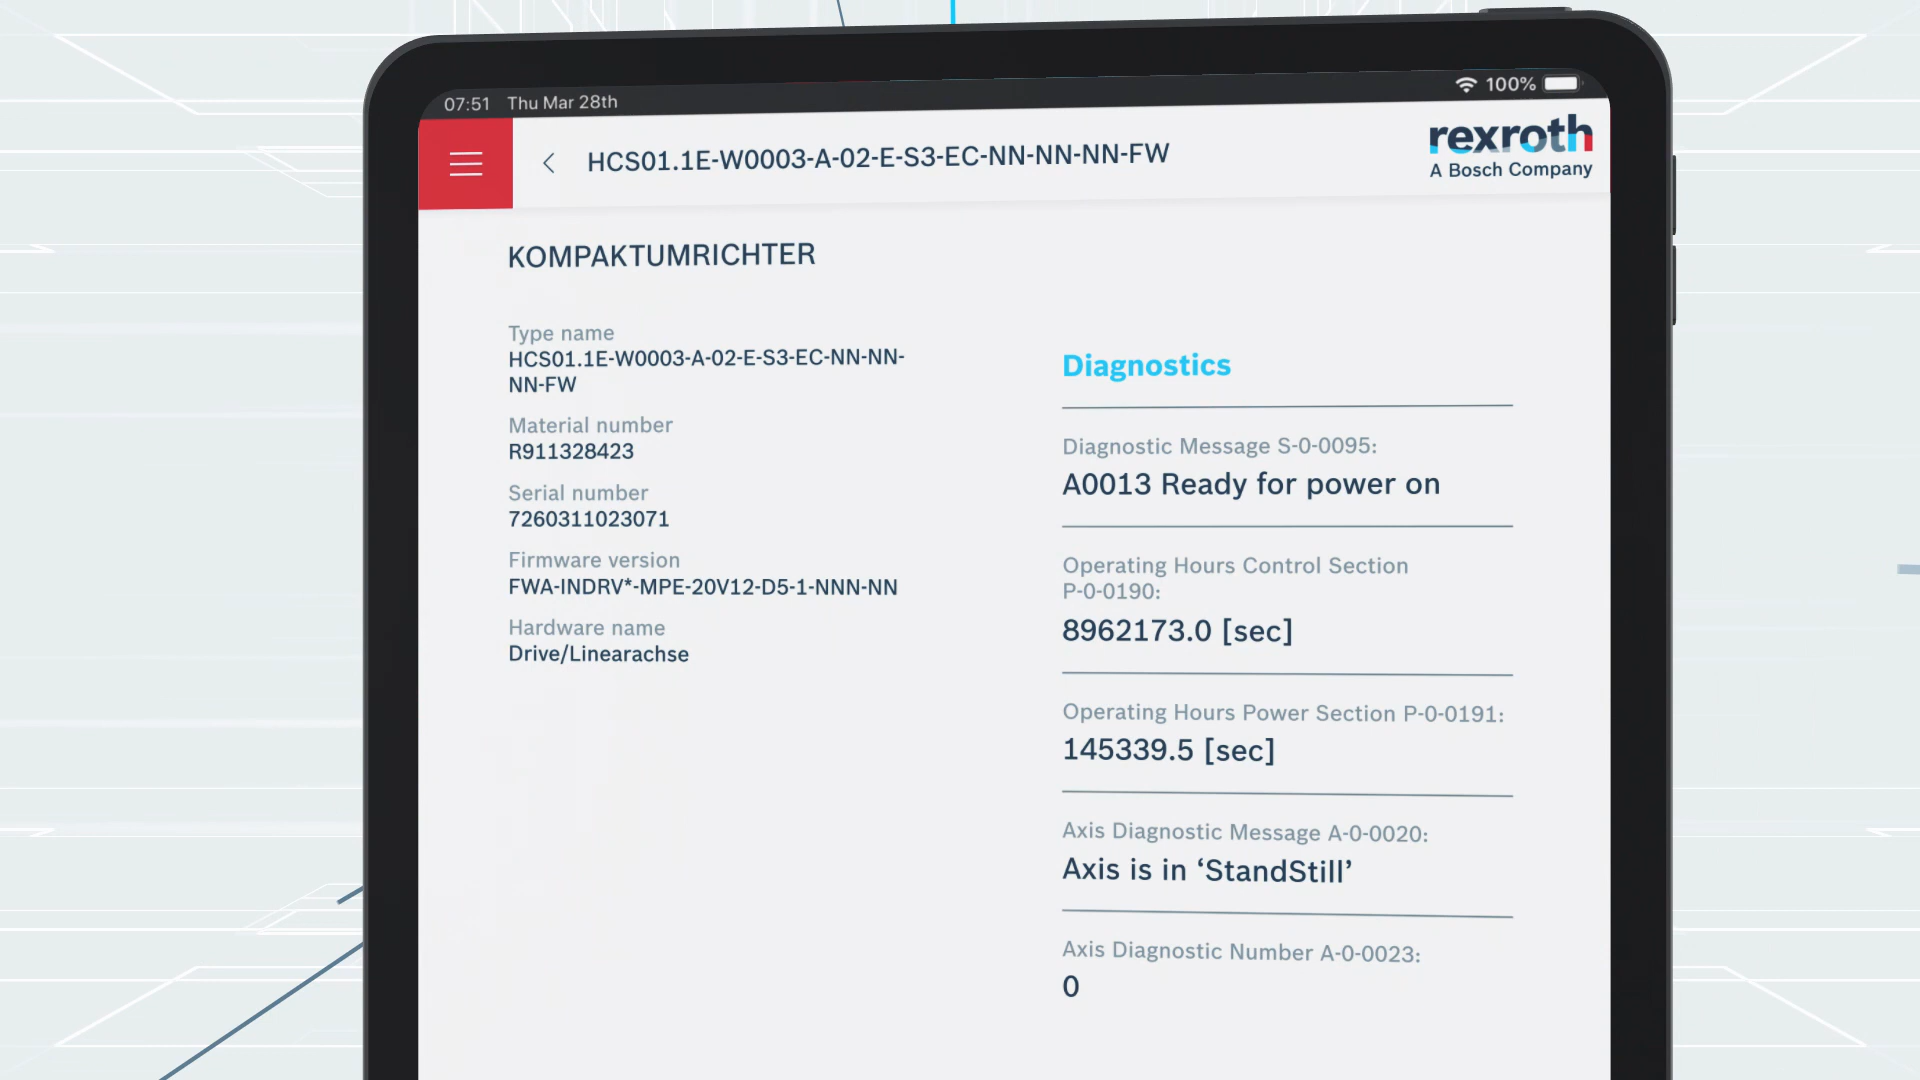 07:51 Thu Mar 28th
100%
HCS01.1E-W0003-A-02-E-S3-EC-NN-NN-NN-FW
rexroth
A Bosch Company
KOMPAKTUMRICHTER
Type name
HCS01.1E-W0003-A-02-E-S3-EC-NN-NN-
NN-FW
Material number
R911328423
Serial number
7260311023071
Firmware version
FWA-INDRV*-MPE-20V12-D5-1-NNN-NN
Hardware name
Drive/Linearachse
Diagnostics
Diagnostic Message S-0-0095:
A0013 Ready for power on
Operating Hours Control Section
P-0-0190:
8962173.0 [sec]
Operating Hours Power Section P-0-0191:
145339.5 [sec]
Axis Diagnostic Message A-0-0020:
Axis is in ‘StandStill’
Axis Diagnostic Number A-0-0023:
0